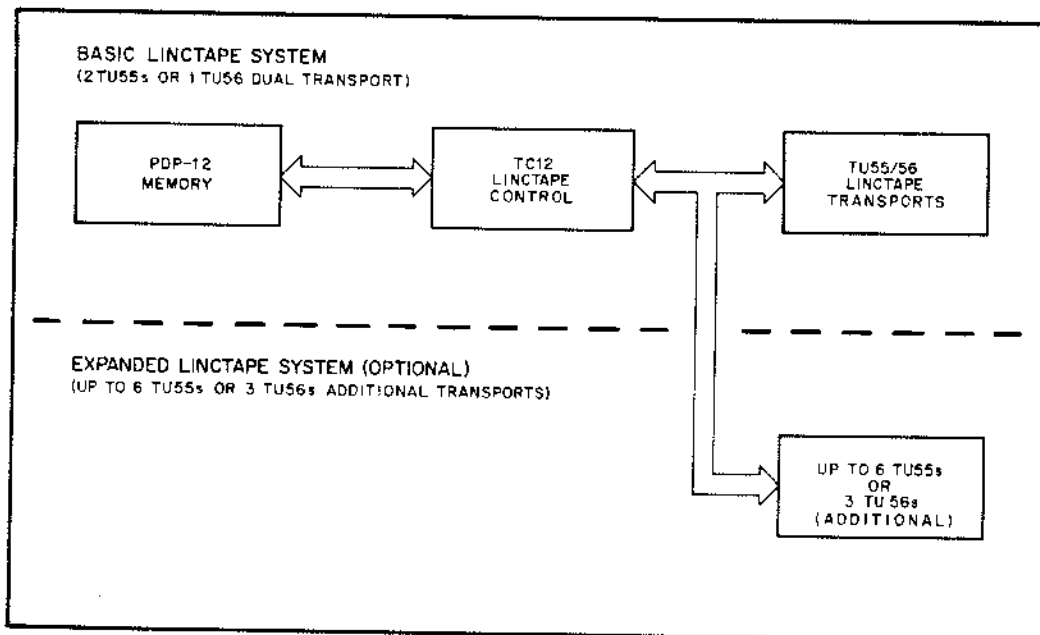 BASIC LINCTAPE SYSTEM
(2 TU55s OR 1 TU56 DUAL TRANSPORT)
PDP-12
MEMORY
TC12
LINCTAPE
CONTROL
TU55/56
LINCTAPE
TRANSPORTS
EXPANDED LINCTAPE SYSTEM (OPTIONAL)
(UP TO 6 TU55s OR 3 TU56s ADDITIONAL TRANSPORTS)
UP TO 6 TU55s
OR
3 TU56s
(ADDITIONAL)